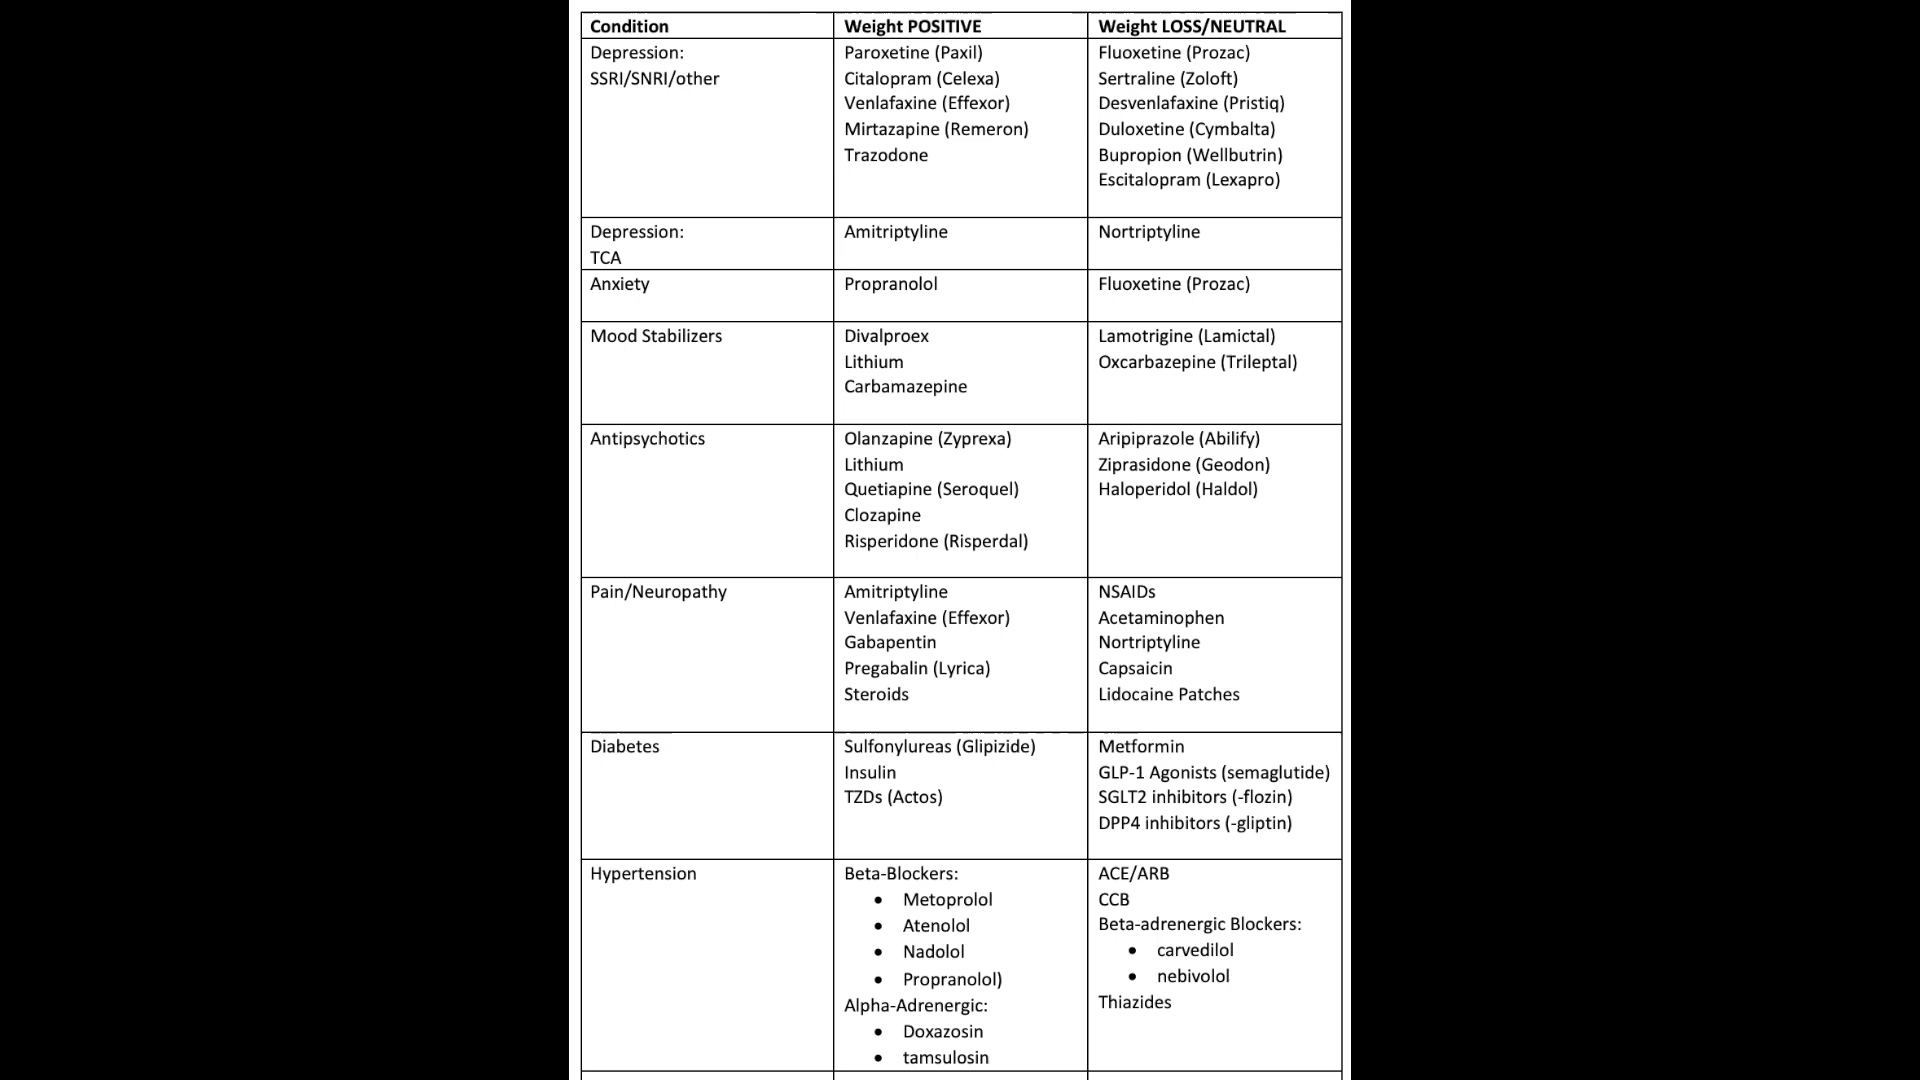 Condition Weight POSITIVE Weight LOSS/NEUTRAL
Depression: Paroxetine (Paxil) Fluoxetine (Prozac)
SSRI/SNRI/other Citalopram (Celexa) Sertraline (Zoloft)
Venlafaxine (Effexor) Desvenlafaxine (Pristiq)
Mirtazapine (Remeron) Duloxetine (Cymbalta)
Trazodone Bupropion (Wellbutrin)
Escitalopram (Lexapro)
Depression: Amitriptyline Nortriptyline
TCA
Anxiety Propranolol Fluoxetine (Prozac)
Mood Stabilizers Divalproex Lamotrigine (Lamictal)
Lithium Oxcarbazepine (Trileptal)
Carbamazepine
Antipsychotics Olanzapine (Zyprexa) Aripiprazole (Abilify)
Lithium Ziprasidone (Geodon)
Quetiapine (Seroquel) Haloperidol (Haldol)
Clozapine
Risperidone (Risperdal)
Pain/Neuropathy Amitriptyline NSAIDs
Venlafaxine (Effexor) Acetaminophen
Gabapentin Nortriptyline
Pregabalin (Lyrica) Capsaicin
Steroids Lidocaine Patches
Diabetes Sulfonylureas (Glipizide) Metformin
Insulin GLP-1 Agonists (semaglutide)
TZDs (Actos) SGLT2 inhibitors (-flozin)
DPP4 inhibitors (-gliptin)
Hypertension Beta-Blockers: ACE/ARB
• Metoprolol CCB
• Atenolol Beta-adrenergic Blockers:
• Nadolol • carvedilol
• Propranolol) • nebivolol
Alpha-Adrenergic: Thiazides
• Doxazosin
• tamsulosin